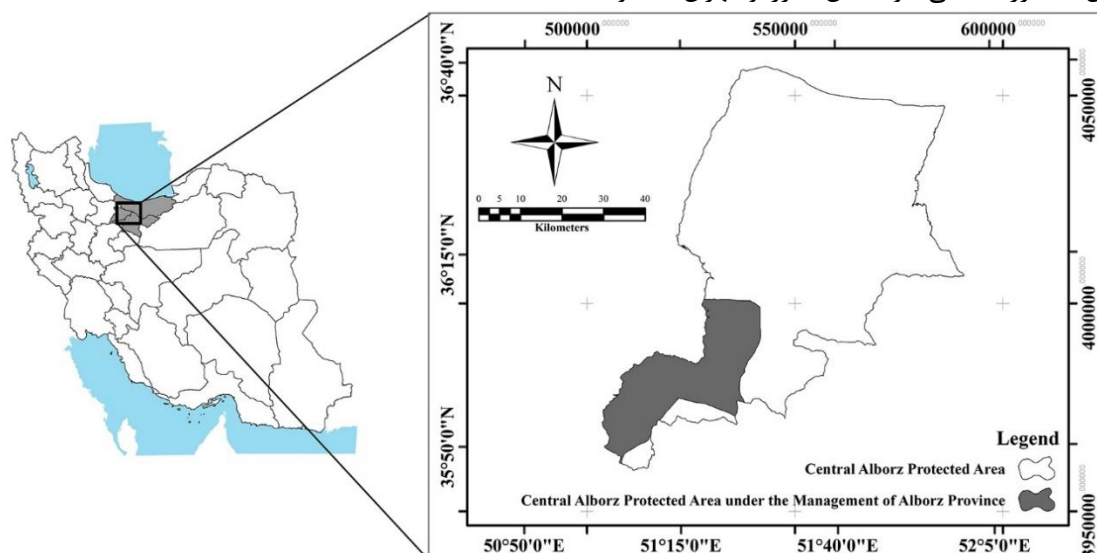 500000
550000
600000
36°40'0"N
36°15'0"N
35°50'0"N
4050000
4000000
3950000
N
0 5 10 20 30 40
Kilometers
Legend
Central Alborz Protected Area
Central Alborz Protected Area under the Management of Alborz Province
50°50'0"E
51°15'0"E
51°40'0"E
52°5'0"E